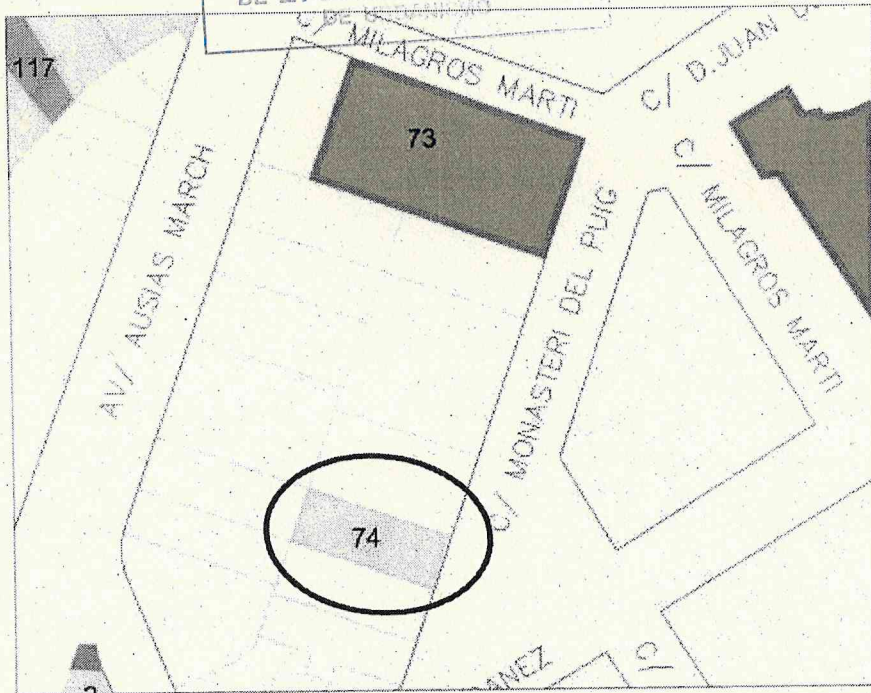 C/ MILAGROS MARTI
C/ D. JUAN
117
73
C/ MILAGROS MARTI
AV/ AUSIAS MARCH
C/ MONASTERI DEL PUIG
74
C/